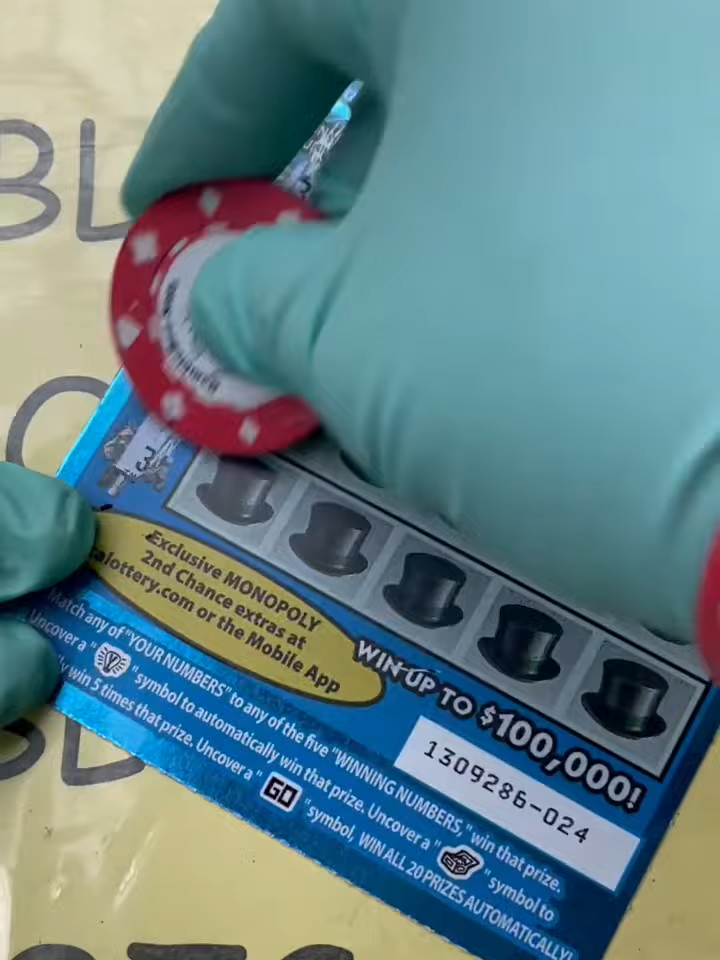 BL
3
3
Exclusive MONOPOLY
2nd Chance extras at
calottery.com or the Mobile App
WIN UP TO $100,000!
1309286-024
Match any of "YOUR NUMBERS" to any of the five "WINNING NUMBERS," win that prize.
Uncover a " " symbol to automatically win that prize. Uncover a " " symbol to
win 5 times that prize. Uncover a "GO" symbol, WIN ALL 20 PRIZES AUTOMATICALLY!